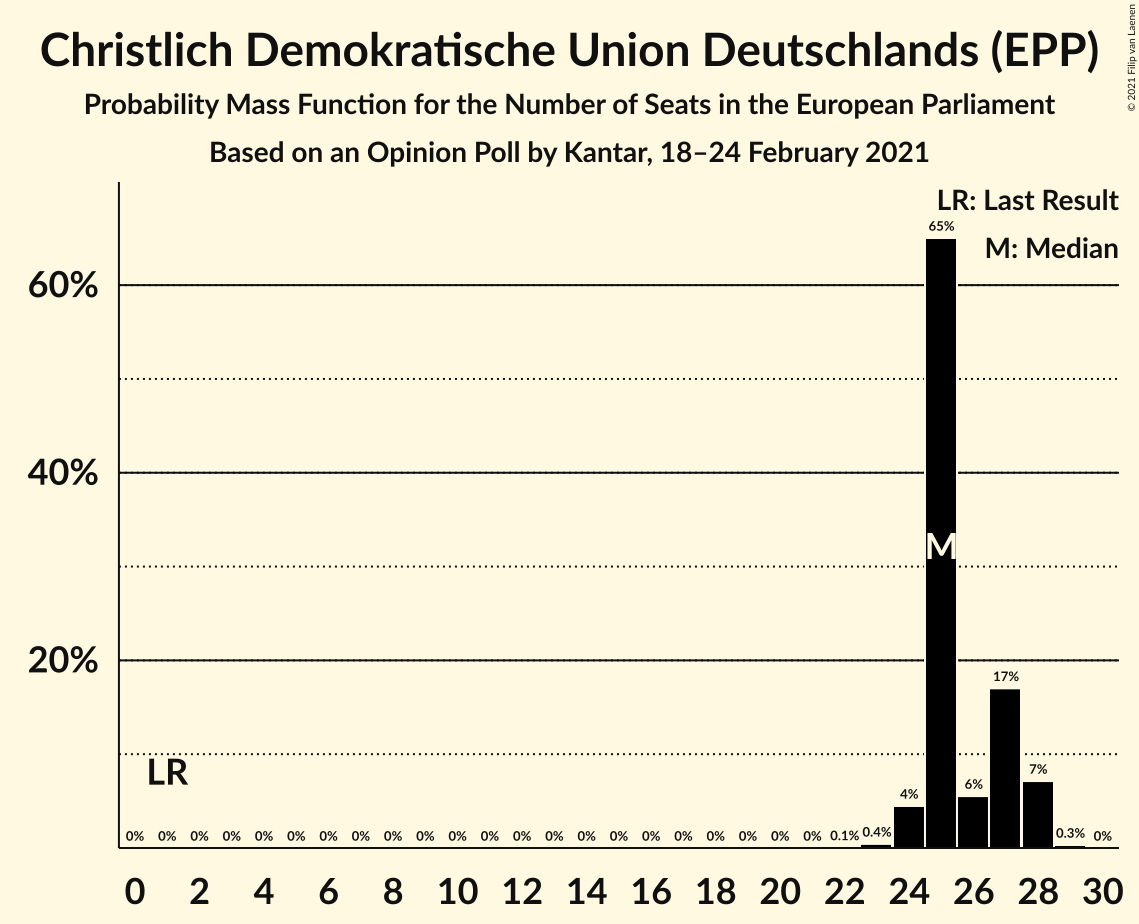 Christlich Demokratische Union Deutschlands (EPP)
Probability Mass Function for the Number of Seats in the European Parliament
Based on an Opinion Poll by Kantar, 18–24 February 2021
© 2021 Filip van Laenen
LR: Last Result
M: Median
60%
40%
20%
LR
M
0% 0% 0% 0% 0% 0% 0% 0% 0% 0% 0% 0% 0% 0% 0% 0% 0% 0% 0% 0% 0% 0% 0.1% 0.4% 4% 65% 6% 17% 7% 0.3% 0%
0 2 4 6 8 10 12 14 16 18 20 22 24 26 28 30